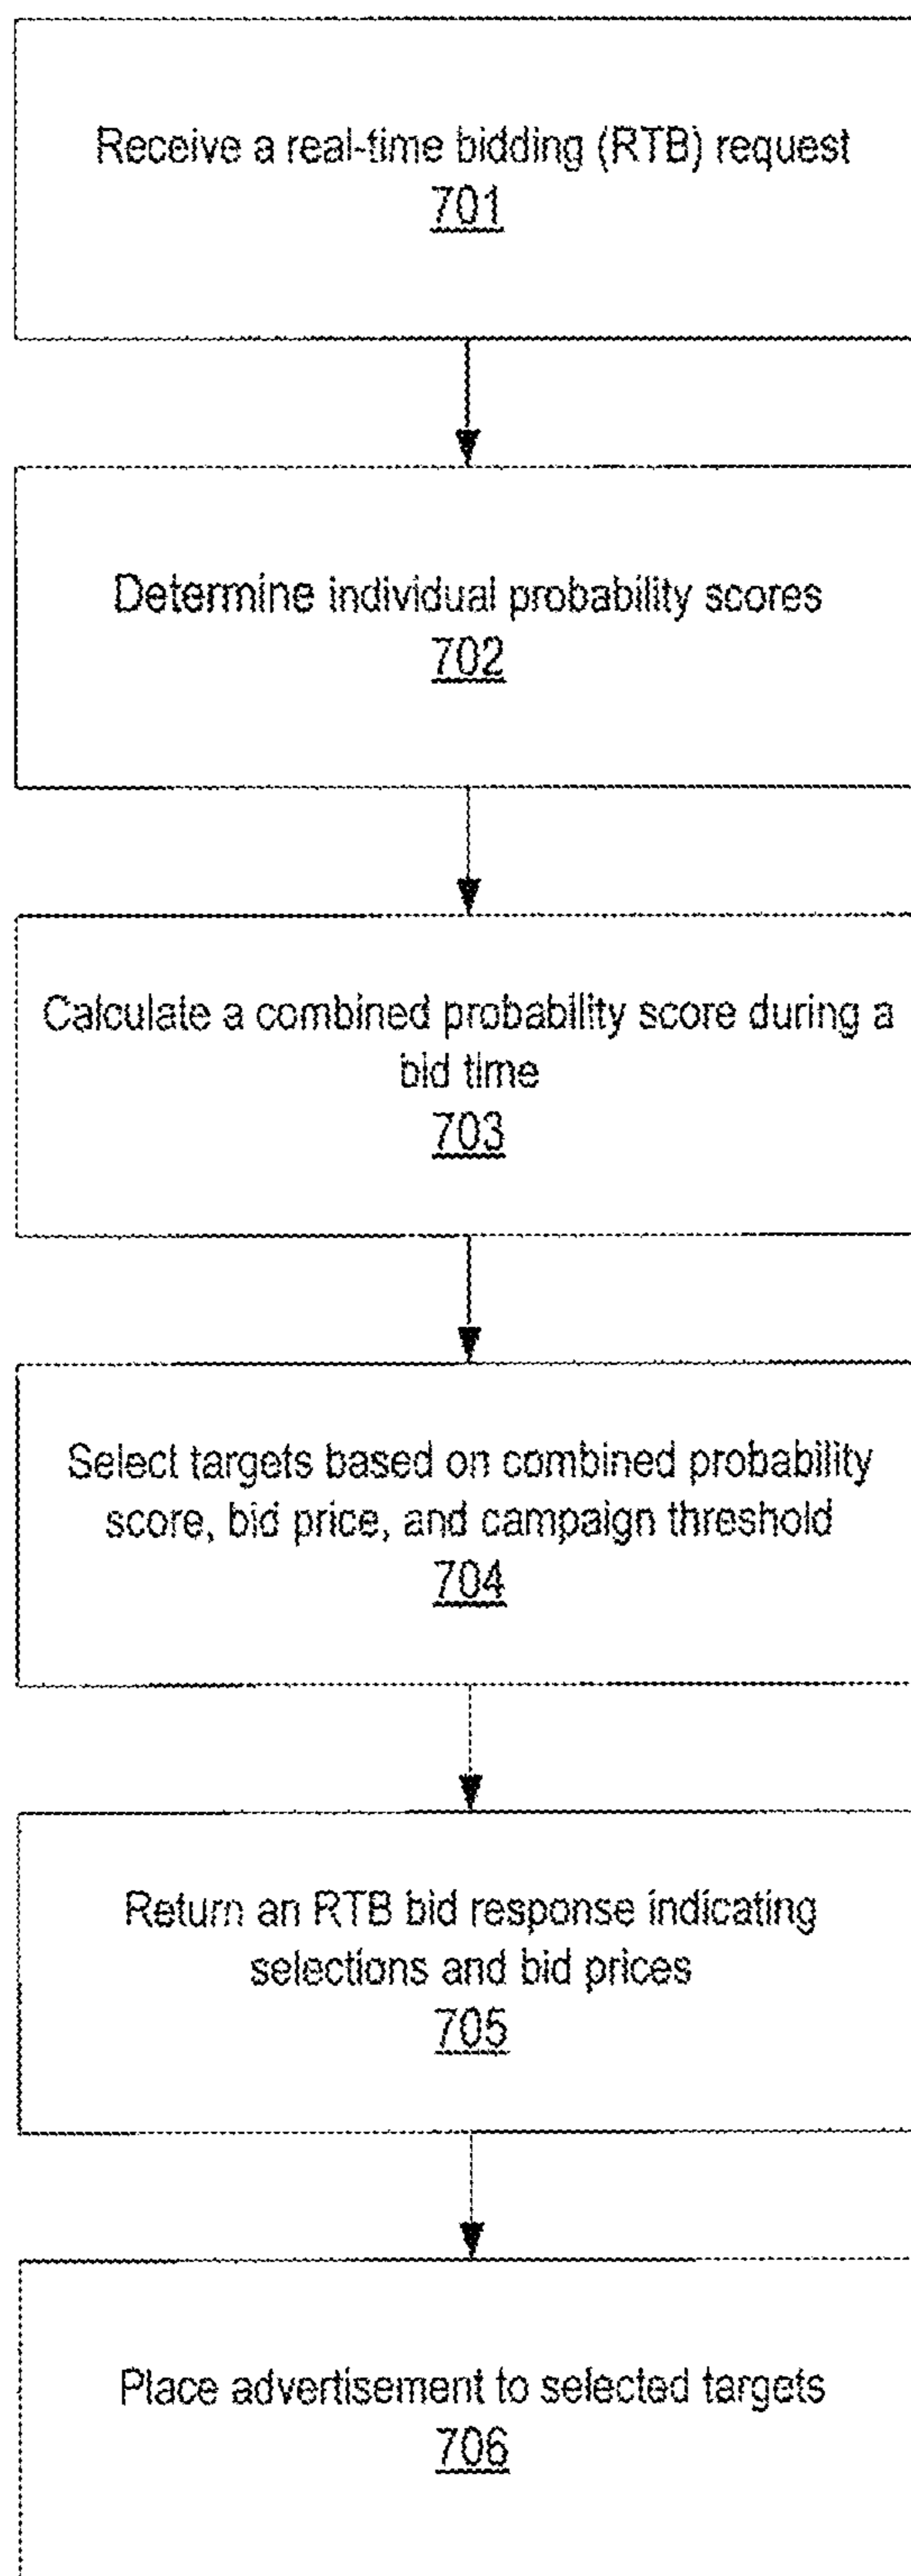 Receive a real-time bidding (RTB) request
701
Determine individual probability scores
702
Calculate a combined probability score during a
bid time
703
Select targets based on combined probability
score, bid price, and campaign threshold
704
Return an RTB bid response indicating
selections and bid prices
705
Place advertisement to selected targets
706